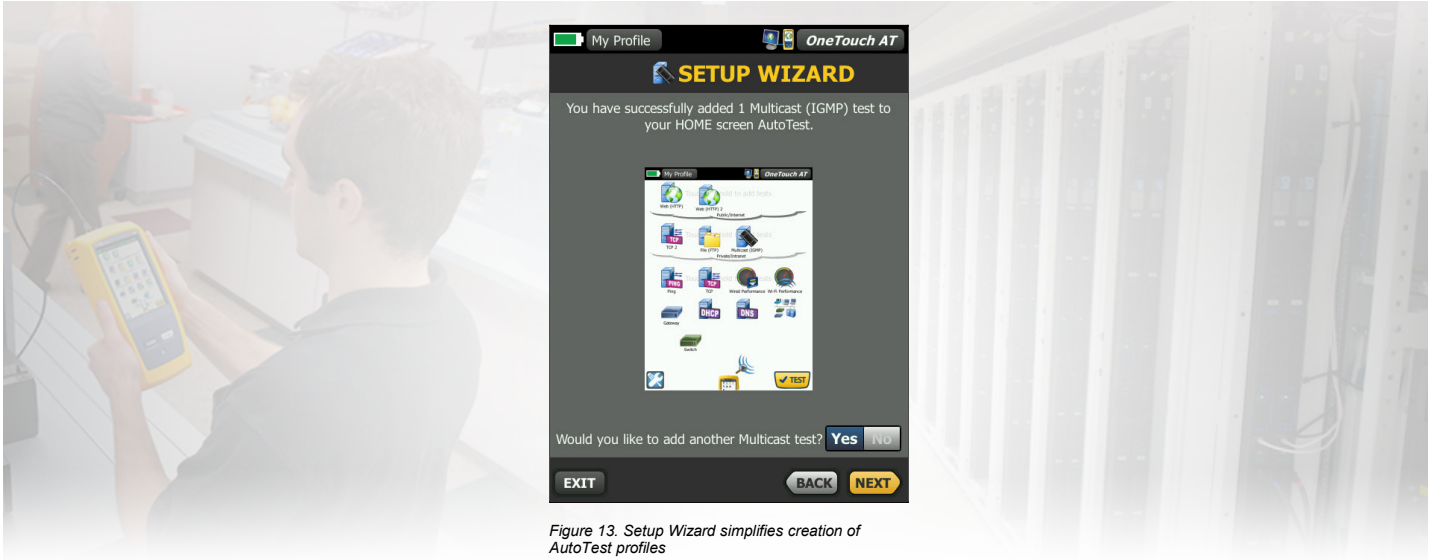 My Profile OneTouch AT
SETUP WIZARD
You have successfully added 1 Multicast (IGMP) test to
your HOME screen AutoTest.
My Profile OneTouch AT
Web (HTTP) Web (HTTP) 2
Public/Internet
TCP
TCP 2 File (FTP) Multicast (IGMP)
Private/Intranet
PING TCP
Ping TCP Wired Performance Wi-Fi Performance
DHCP DNS
Gateway
Switch
TEST
Would you like to add another Multicast test? Yes No
EXIT BACK NEXT
Figure 13. Setup Wizard simplifies creation of
AutoTest profiles